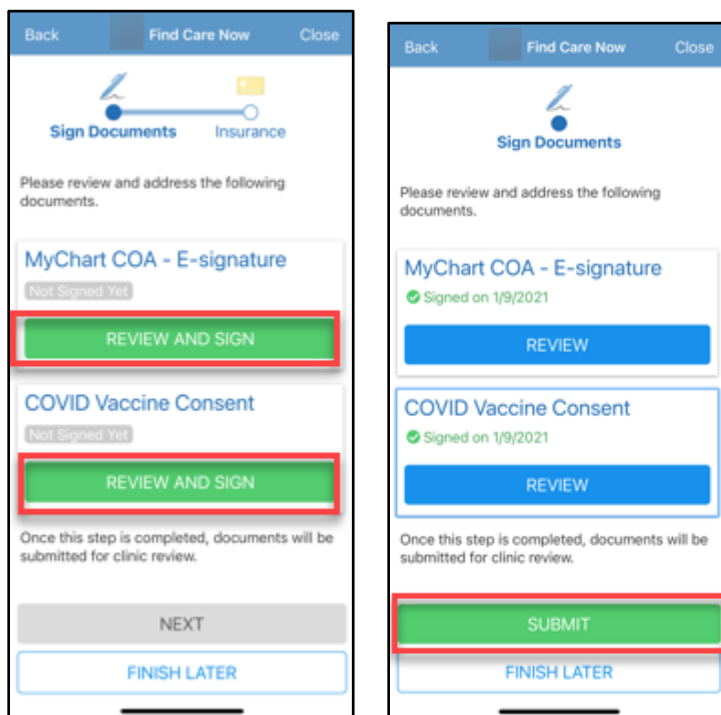 Back Find Care Now Close
Sign Documents Insurance
Please review and address the following
documents.
MyChart COA - E-signature
Not Signed Yet
REVIEW AND SIGN
COVID Vaccine Consent
Not Signed Yet
REVIEW AND SIGN
Once this step is completed, documents will be
submitted for clinic review.
NEXT
FINISH LATER
Back Find Care Now Close
Sign Documents
Please review and address the following
documents.
MyChart COA - E-signature
Signed on 1/9/2021
REVIEW
COVID Vaccine Consent
Signed on 1/9/2021
REVIEW
Once this step is completed, documents will be
submitted for clinic review.
SUBMIT
FINISH LATER